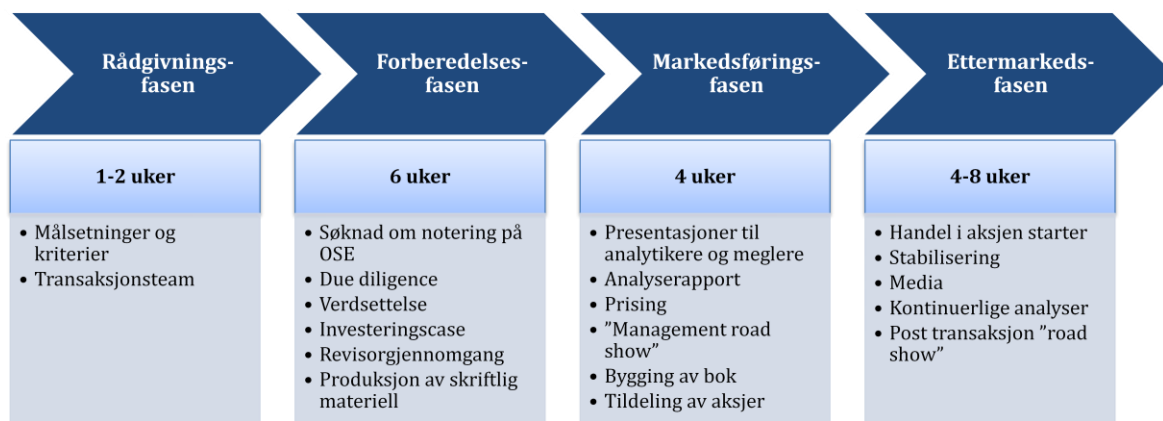 Rådgivnings-
fasen
1-2 uker
• Målsetninger og
kriterier
• Transaksjonsteam
Forberedelses-
fasen
6 uker
• Søknad om notering på
OSE
• Due diligence
• Verdsettelse
• Investeringscase
• Revisorgjennomgang
• Produksjon av skriftlig
materiell
Markedsførings-
fasen
4 uker
• Presentasjoner til
analytikere og meglere
• Analyserapport
• Prising
• ”Management road
show”
• Bygging av bok
• Tildeling av aksjer
Ettermarkeds-
fasen
4-8 uker
• Handel i aksjen starter
• Stabilisering
• Media
• Kontinuerlige analyser
• Post transaksjon ”road
show”